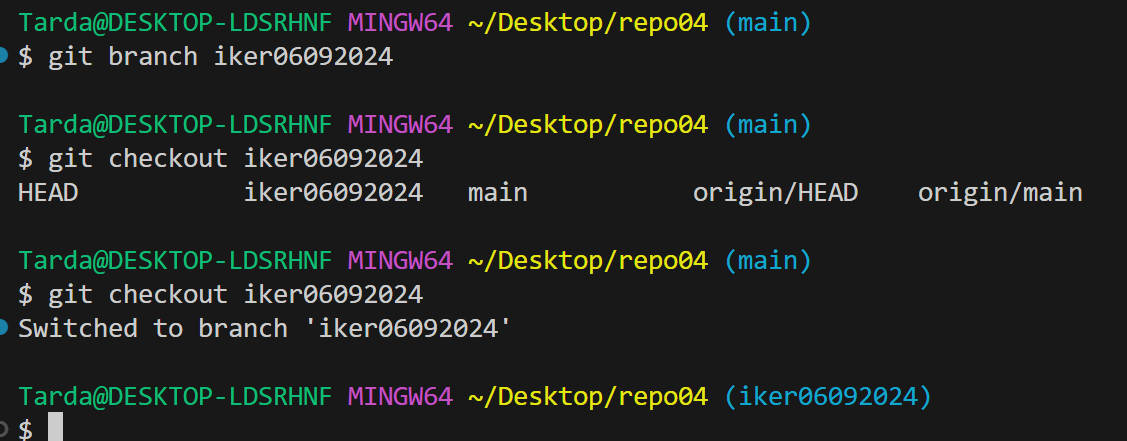 Tarda@DESKTOP-LDSRHNF MINGW64 ~/Desktop/repo04 (main)
$ git branch iker06092024
Tarda@DESKTOP-LDSRHNF MINGW64 ~/Desktop/repo04 (main)
$ git checkout iker06092024
HEAD iker06092024 main origin/HEAD origin/main
Tarda@DESKTOP-LDSRHNF MINGW64 ~/Desktop/repo04 (main)
$ git checkout iker06092024
Switched to branch 'iker06092024'
Tarda@DESKTOP-LDSRHNF MINGW64 ~/Desktop/repo04 (iker06092024)
$